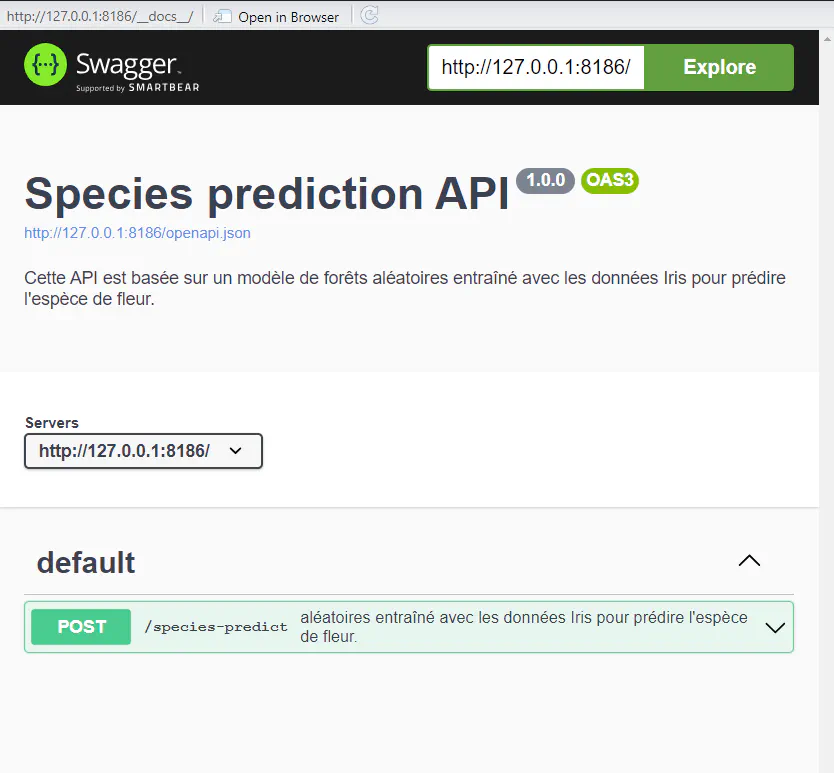 http://127.0.0.1:8186/__docs__/ Open in Browser
Swagger
Supported by SMARTBEAR
http://127.0.0.1:8186/ Explore
Species prediction API 1.0.0 OAS3
http://127.0.0.1:8186/openapi.json
Cette API est basée sur un modèle de forêts aléatoires entraîné avec les données Iris pour prédire
l'espèce de fleur.
Servers
http://127.0.0.1:8186/
default
POST /species-predict aléatoires entraîné avec les données Iris pour prédire l'espèce
de fleur.